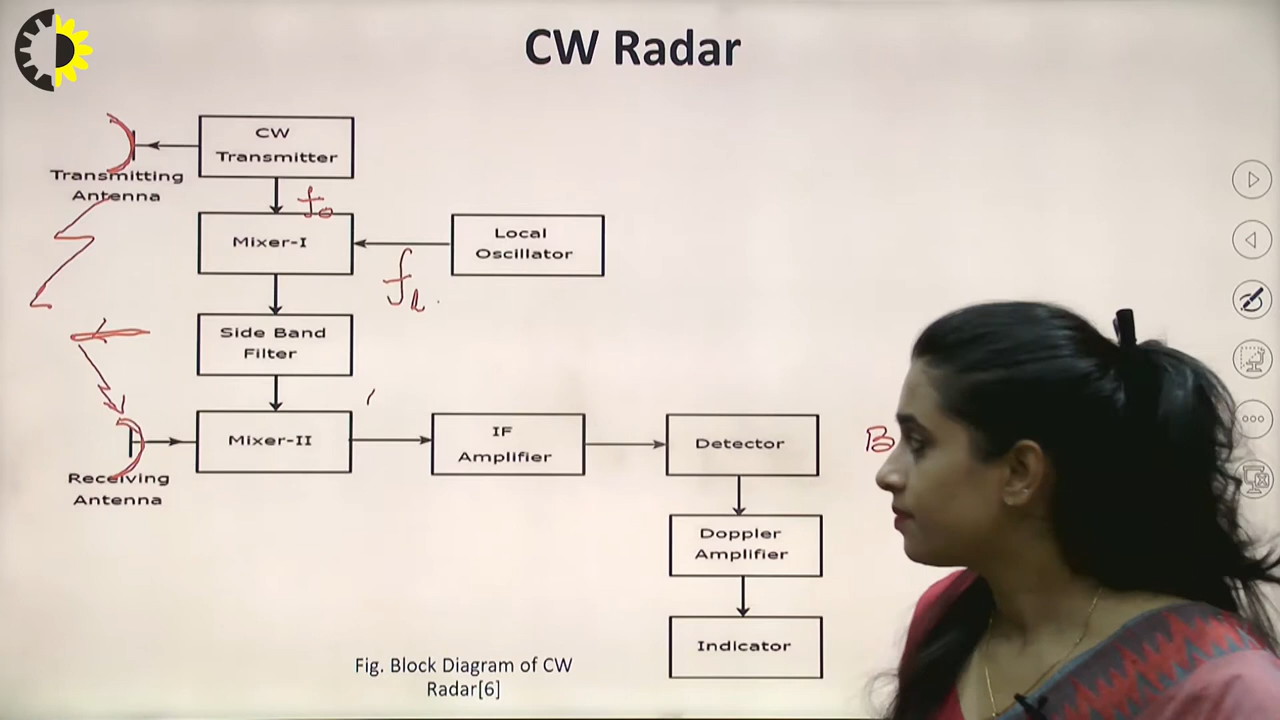 CW Radar
CW
Transmitter
Transmitting
Antenna
f₀
Mixer-I
Local
Oscillator
Side Band
Filter
Mixer-II
IF
Amplifier
Detector
B
Receiving
Antenna
Doppler
Amplifier
Indicator
Fig. Block Diagram of CW
Radar[6]